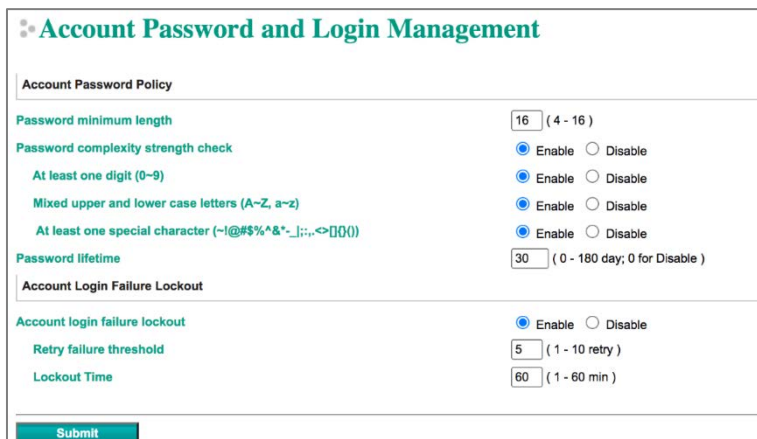 Account Password and Login Management
Account Password Policy
Password minimum length 16 ( 4 - 16 )
Password complexity strength check Enable Disable
At least one digit (0~9) Enable Disable
Mixed upper and lower case letters (A~Z, a~z) Enable Disable
At least one special character (~!@#$%^&*-_|;:,.<>[]{}()) Enable Disable
Password lifetime 30 ( 0 - 180 day; 0 for Disable )
Account Login Failure Lockout
Account login failure lockout Enable Disable
Retry failure threshold 5 ( 1 - 10 retry )
Lockout Time 60 ( 1 - 60 min )
Submit